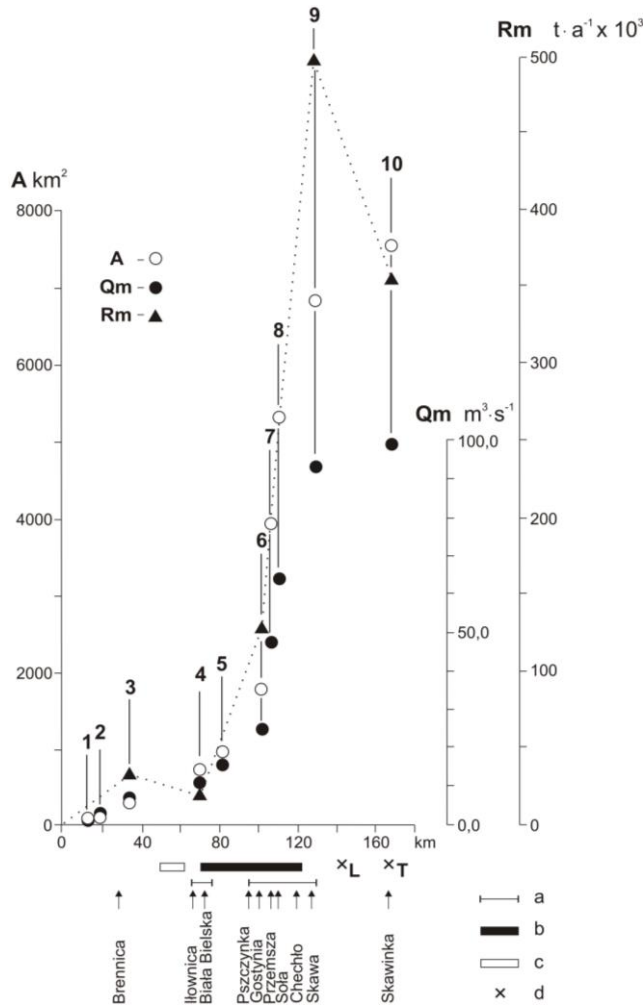 Rm t·a⁻¹ x 10³
500
400
300
200
100
0
A km²
8000
6000
4000
2000
0
A
Qm
Rm
Qm m³·s⁻¹
100,0
50,0
0,0
1
2
3
4
5
6
7
8
9
10
0
40
80
120
160
km
L
T
Brennica
Iłownica
Biała Bielska
Pszczynka
Gostynia
Przemsza
Soła
Chechło
Skawa
Skawinka
a
b
c
d